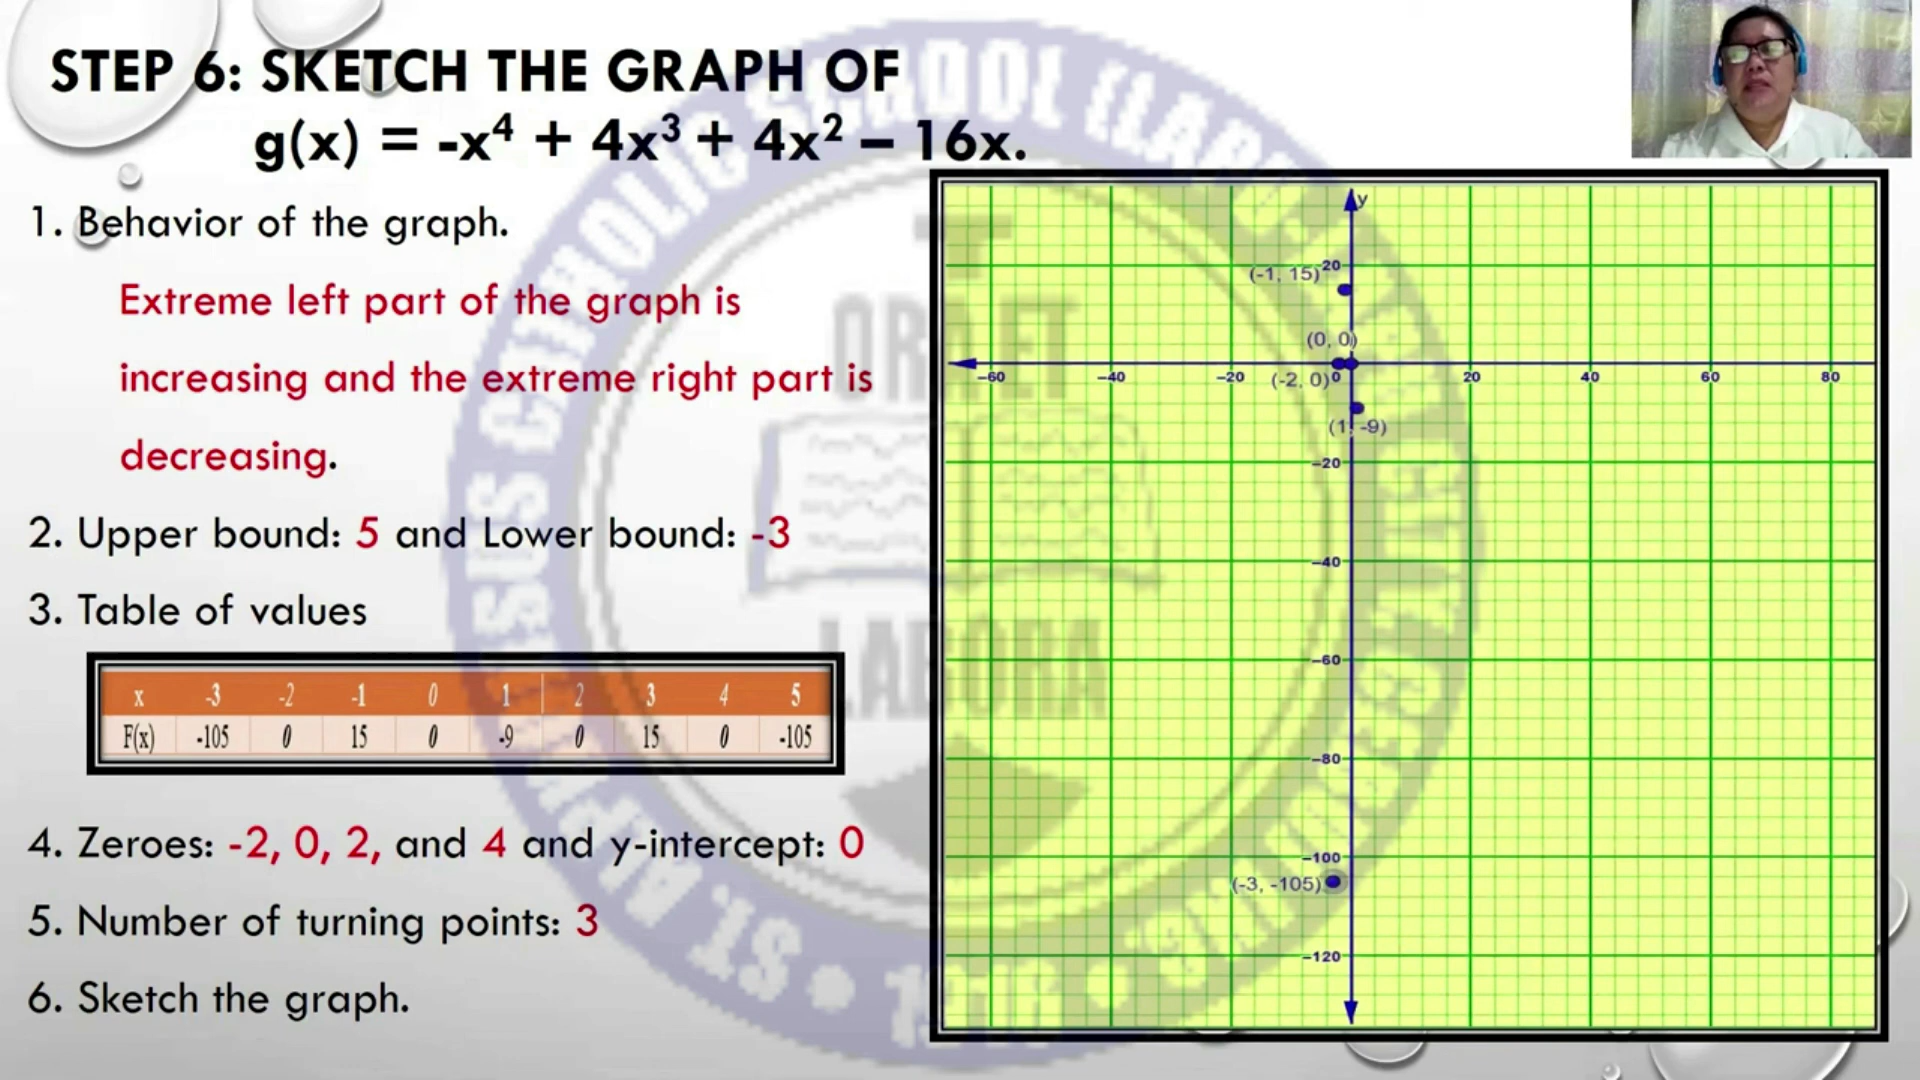 STEP 6: SKETCH THE GRAPH OF
g(x) = -x⁴ + 4x³ + 4x² – 16x.
1. Behavior of the graph.
Extreme left part of the graph is
increasing and the extreme right part is
decreasing.
2. Upper bound: 5 and Lower bound: -3
3. Table of values
x -3 -2 -1 0 1 2 3 4 5
F(x) -105 0 15 0 -9 0 15 0 -105
4. Zeroes: -2, 0, 2, and 4 and y-intercept: 0
5. Number of turning points: 3
6. Sketch the graph.
y
20
(-1, 15)
(0, 0)
-60 -40 -20 0 20 40 60 80
(-2, 0)
(1, -9)
-20
-40
-60
-80
-100
(-3, -105)
-120
ORA ET
LABORA